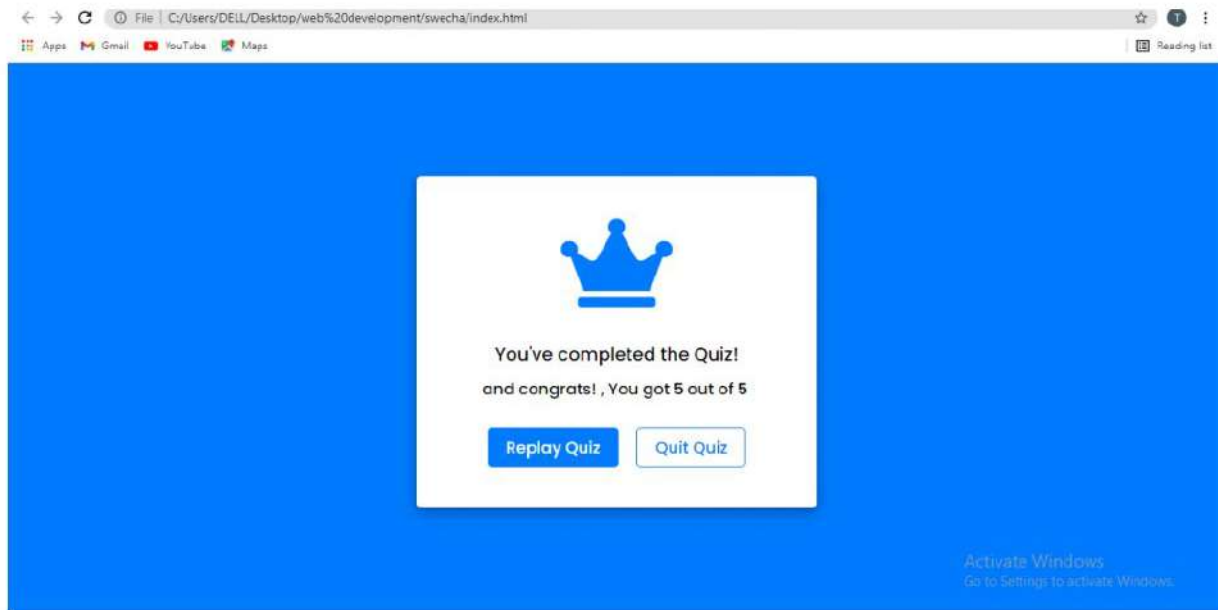 File | C:/Users/DELL/Desktop/web%20development/swecha/index.html
T
Apps Gmail YouTube Maps Reading list
You've completed the Quiz!
and congrats! , You got 5 out of 5
Replay Quiz Quit Quiz
Activate Windows
Go to Settings to activate Windows.